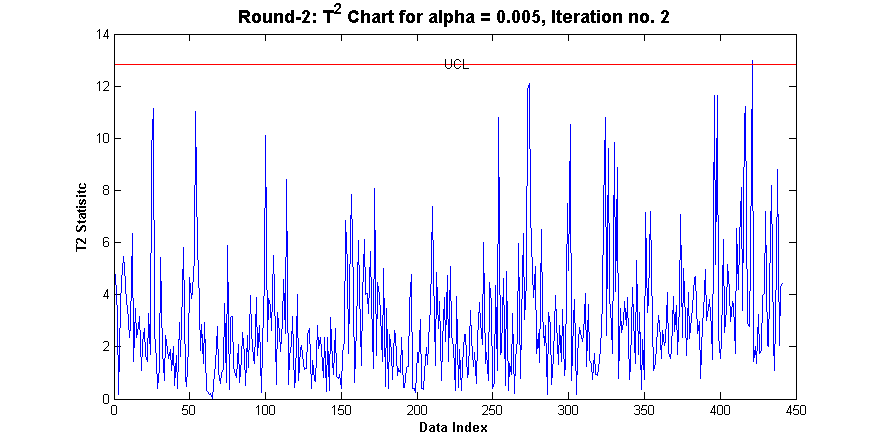 Round-2: T2 Chart for alpha = 0.005, Iteration no. 2
14
12
10
8
6
4
2
0
UCL
T2 Statisitc
0 50 100 150 200 250 300 350 400 450
Data Index